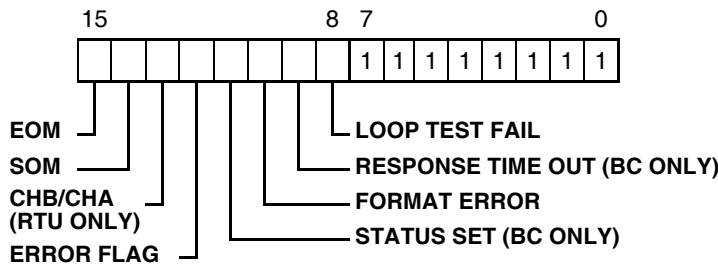 15 8 7 0
1 1 1 1 1 1 1 1
EOM LOOP TEST FAIL
SOM RESPONSE TIME OUT (BC ONLY)
CHB/CHA
(RTU ONLY) FORMAT ERROR
STATUS SET (BC ONLY)
ERROR FLAG